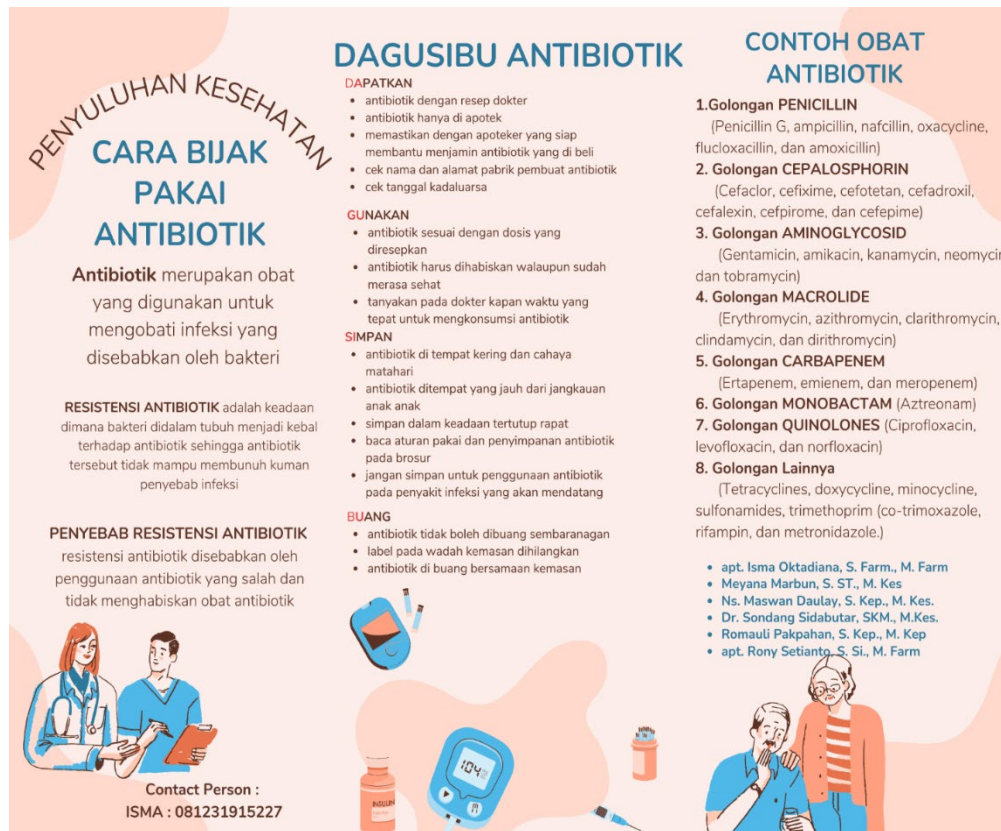 PENYULUHAN KESEHATAN
CARA BIJAK
PAKAI
ANTIBIOTIK
Antibiotik merupakan obat
yang digunakan untuk
mengobati infeksi yang
disebabkan oleh bakteri
RESISTENSI ANTIBIOTIK adalah keadaan
dimana bakteri didalam tubuh menjadi kebal
terhadap antibiotik sehingga antibiotik
tersebut tidak mampu membunuh kuman
penyebab infeksi
PENYEBAB RESISTENSI ANTIBIOTIK
resistensi antibiotik disebabkan oleh
penggunaan antibiotik yang salah dan
tidak menghabiskan obat antibiotik
Contact Person :
ISMA : 081231915227
DAGUSIBU ANTIBIOTIK
DAPATKAN
• antibiotik dengan resep dokter
• antibiotik hanya di apotek
• memastikan dengan apoteker yang siap
membantu menjamin antibiotik yang di beli
• cek nama dan alamat pabrik pembuat antibiotik
• cek tanggal kadaluarsa
GUNAKAN
• antibiotik sesuai dengan dosis yang
diresepkan
• antibiotik harus dihabiskan walaupun sudah
merasa sehat
• tanyakan pada dokter kapan waktu yang
tepat untuk mengkonsumsi antibiotik
SIMPAN
• antibiotik di tempat kering dan cahaya
matahari
• antibiotik ditempat yang jauh dari jangkauan
anak anak
• simpan dalam keadaan tertutup rapat
• baca aturan pakai dan penyimpanan antibiotik
pada brosur
• jangan simpan untuk penggunaan antibiotik
pada penyakit infeksi yang akan mendatang
BUANG
• antibiotik tidak boleh dibuang sembaranagan
• label pada wadah kemasan dihilangkan
• antibiotik di buang bersamaan kemasan
104
INSULIN
CONTOH OBAT
ANTIBIOTIK
1.Golongan PENICILLIN
(Penicillin G, ampicillin, nafcillin, oxacycline,
flucloxacillin, dan amoxicillin)
2. Golongan CEPALOSPHORIN
(Cefaclor, cefixime, cefotetan, cefadroxil,
cefalexin, cefpirome, dan cefepime)
3. Golongan AMINOGLYCOSID
(Gentamicin, amikacin, kanamycin, neomycin
dan tobramycin)
4. Golongan MACROLIDE
(Erythromycin, azithromycin, clarithromycin,
clindamycin, dan dirithromycin)
5. Golongan CARBAPENEM
(Ertapenem, emienem, dan meropenem)
6. Golongan MONOBACTAM (Aztreonam)
7. Golongan QUINOLONES (Ciprofloxacin,
levofloxacin, dan norfloxacin)
8. Golongan Lainnya
(Tetracyclines, doxycycline, minocycline,
sulfonamides, trimethoprim (co-trimoxazole,
rifampin, dan metronidazole.)
• apt. Isma Oktadiana, S. Farm., M. Farm
• Meyana Marbun, S. ST., M. Kes
• Ns. Maswan Daulay, S. Kep., M. Kes.
• Dr. Sondang Sidabutar, SKM., M.Kes.
• Romauli Pakpahan, S. Kep., M. Kep
• apt. Rony Setianto, S. Si., M. Farm